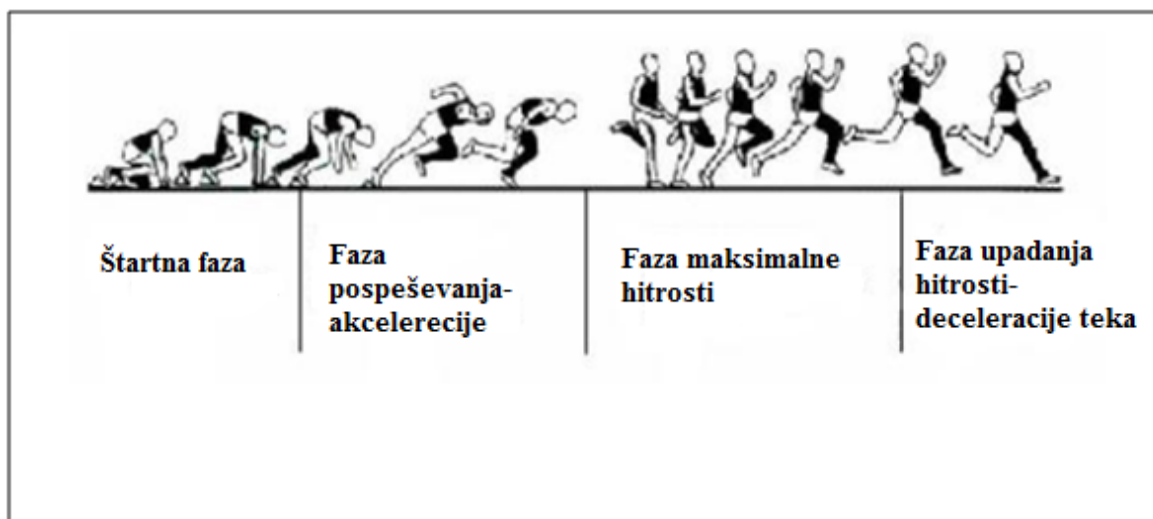 Štartna faza
Faza
pospeševanja-
akcelerecije
Faza maksimalne
hitrosti
Faza upadanja
hitrosti-
deceleracije teka